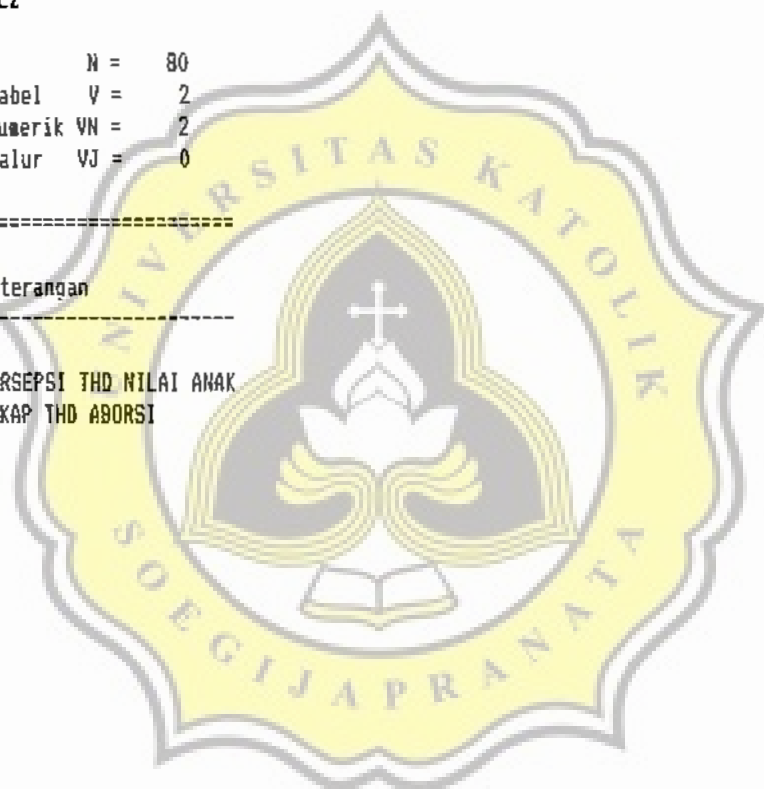 N = 80
abel V = 2
umerik VN = 2
alur VJ = 0
==========================
terangan
--------------------------
RSEPSI THD NILAI ANAK
KAP THD ABORSI
UNIVERSITAS KATOLIK
SOEGIJAPRANATA